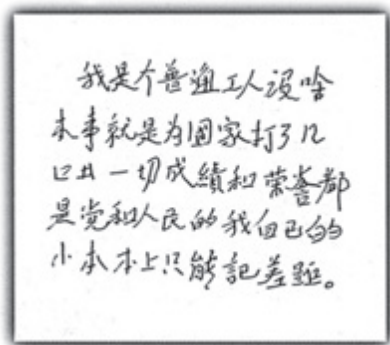 我是个普通工人没啥
本事就是为国家打了几
口井一切成績和荣誉都
是党和人民的我自己的
小本本上只能記差距。